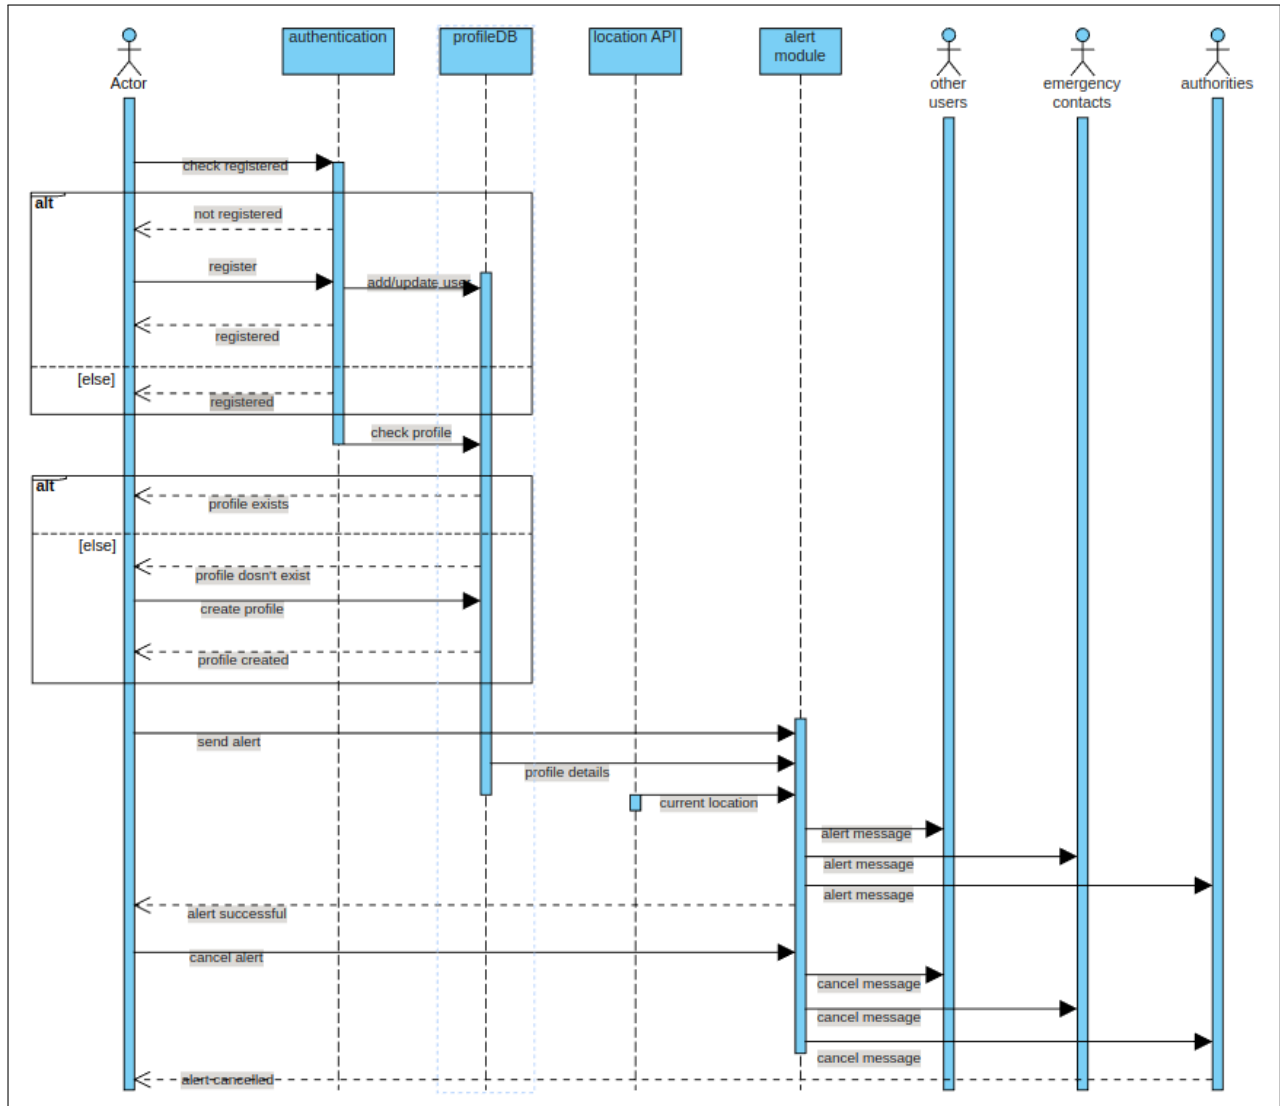 Actor
authentication
profileDB
location API
alert
module
other
users
emergency
contacts
authorities
check registered
alt
not registered
register
add/update user
registered
[else]
registered
check profile
alt
profile exists
[else]
profile dosn't exist
create profile
profile created
send alert
profile details
current location
alert message
alert message
alert message
alert successful
cancel alert
cancel message
cancel message
cancel message
alert cancelled